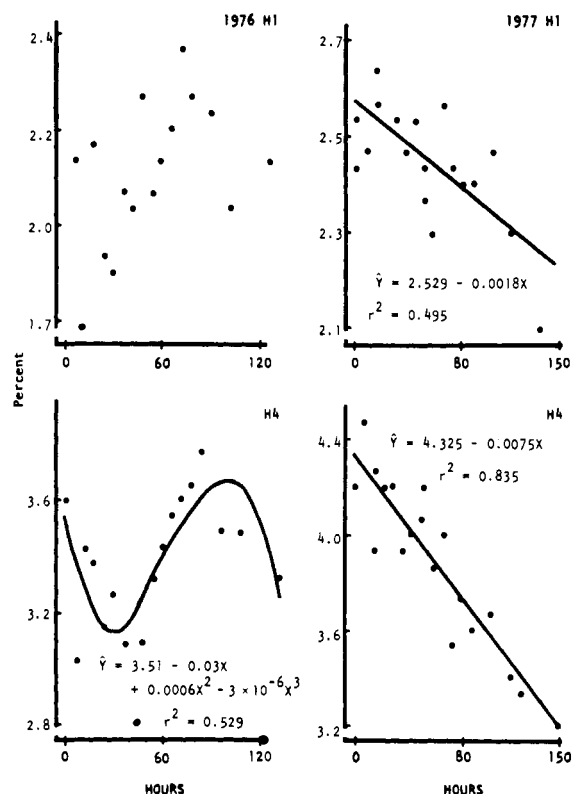 1976 H1
2.4
2.2
2.0
1.7
0 60 120
1977 H1
2.7
2.5
2.3
2.1
Ŷ = 2.529 - 0.0018X
r² = 0.495
0 80 150
Percent
HOURS
HOURS
H4
3.6
3.2
2.8
Ŷ = 3.51 - 0.03X
+ 0.0006X² - 3 × 10⁻⁶X³
r² = 0.529
0 60 120
HOURS
H4
4.4
4.0
3.6
3.2
Ŷ = 4.325 - 0.0075X
r² = 0.835
0 80 150
HOURS